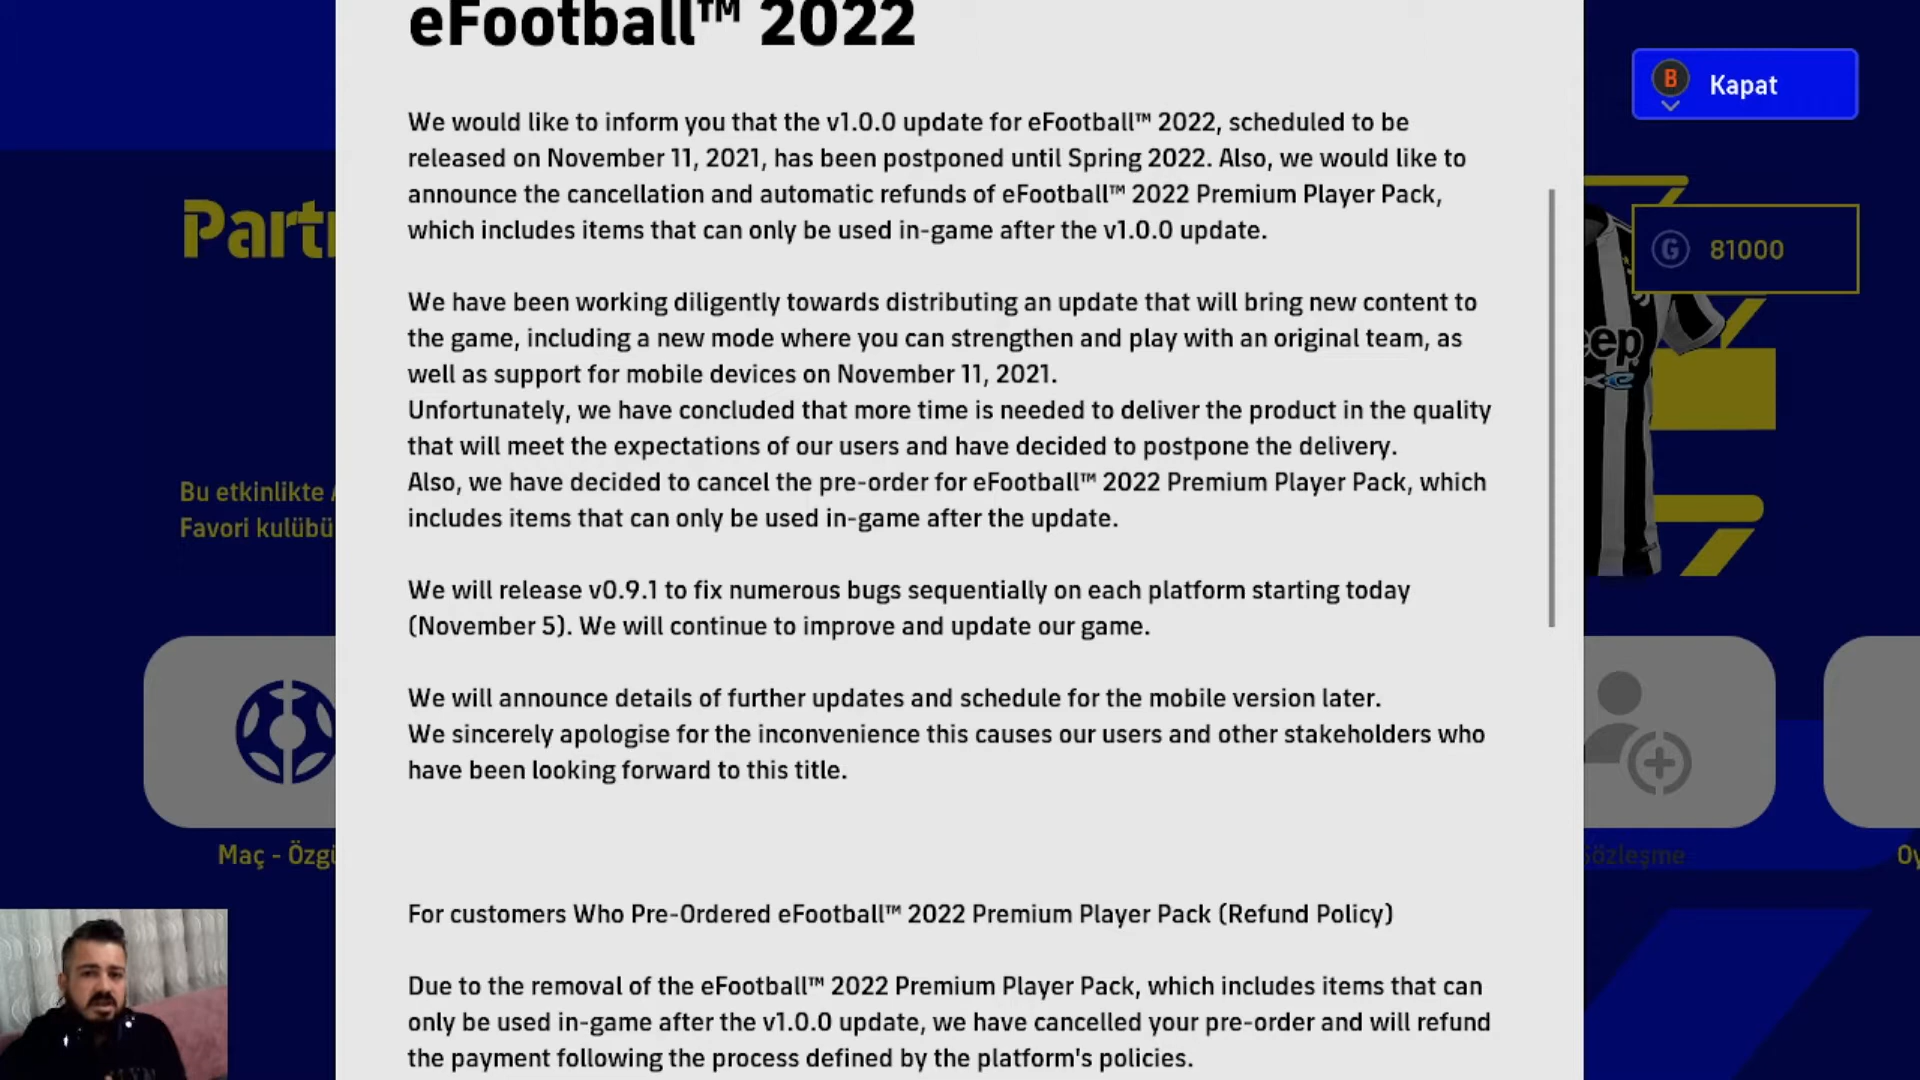 eFootball™ 2022
B Kapat
We would like to inform you that the v1.0.0 update for eFootball™ 2022, scheduled to be
released on November 11, 2021, has been postponed until Spring 2022. Also, we would like to
announce the cancellation and automatic refunds of eFootball™ 2022 Premium Player Pack,
which includes items that can only be used in-game after the v1.0.0 update.
G 81000
We have been working diligently towards distributing an update that will bring new content to
the game, including a new mode where you can strengthen and play with an original team, as
well as support for mobile devices on November 11, 2021.
Unfortunately, we have concluded that more time is needed to deliver the product in the quality
that will meet the expectations of our users and have decided to postpone the delivery.
Also, we have decided to cancel the pre-order for eFootball™ 2022 Premium Player Pack, which
includes items that can only be used in-game after the update.
Bu etkinlikte
Favori kulübü
We will release v0.9.1 to fix numerous bugs sequentially on each platform starting today
(November 5). We will continue to improve and update our game.
We will announce details of further updates and schedule for the mobile version later.
We sincerely apologise for the inconvenience this causes our users and other stakeholders who
have been looking forward to this title.
Maç - Özgü
Sözleşme
For customers Who Pre-Ordered eFootball™ 2022 Premium Player Pack (Refund Policy)
Due to the removal of the eFootball™ 2022 Premium Player Pack, which includes items that can
only be used in-game after the v1.0.0 update, we have cancelled your pre-order and will refund
the payment following the process defined by the platform's policies.